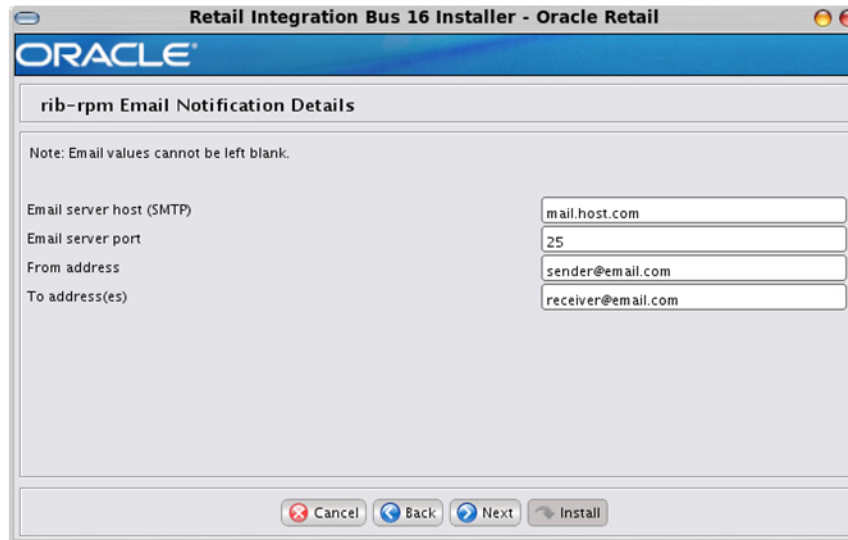 Retail Integration Bus 16 Installer - Oracle Retail
ORACLE
rib-rpm Email Notification Details
Note: Email values cannot be left blank.
Email server host (SMTP) mail.host.com
Email server port 25
From address sender@email.com
To address(es) receiver@email.com
Cancel Back Next Install